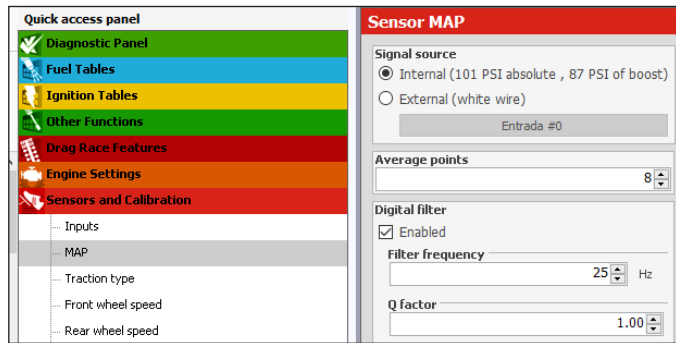 Quick access panel
Diagnostic Panel
Fuel Tables
Ignition Tables
Other Functions
Drag Race Features
Engine Settings
Sensors and Calibration
Inputs
MAP
Traction type
Front wheel speed
Rear wheel speed
Sensor MAP
Signal source
Internal (101 PSI absolute , 87 PSI of boost)
External (white wire)
Entrada #0
Average points
8
Digital filter
Enabled
Filter frequency
25 Hz
Q factor
1.00